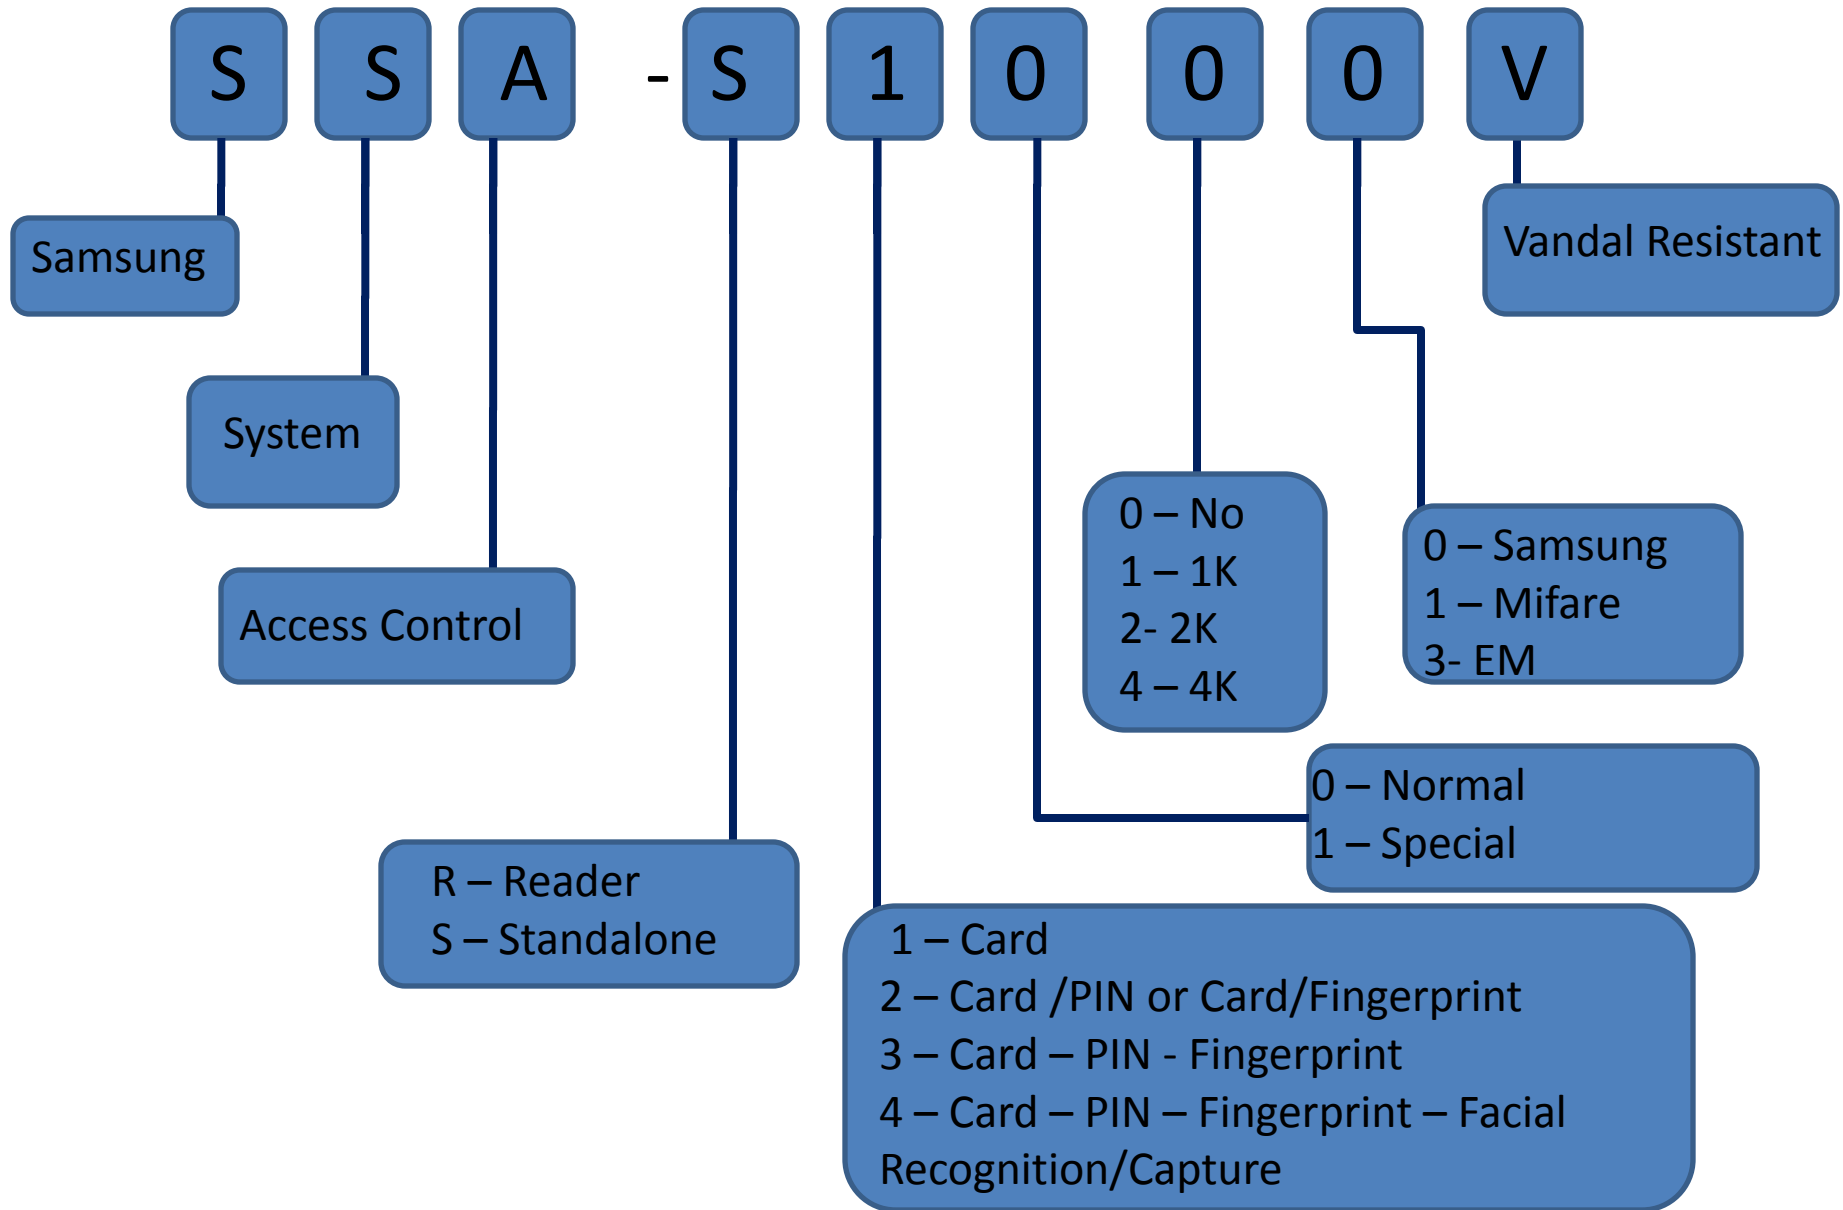 S S A - S 1 0 0 0 V
Samsung
Vandal Resistant
System
0 – No
1 – 1K
2- 2K
4 – 4K
0 – Samsung
1 – Mifare
3- EM
Access Control
0 – Normal
1 – Special
R – Reader
S – Standalone
1 – Card
2 – Card /PIN or Card/Fingerprint
3 – Card – PIN - Fingerprint
4 – Card – PIN – Fingerprint – Facial
Recognition/Capture